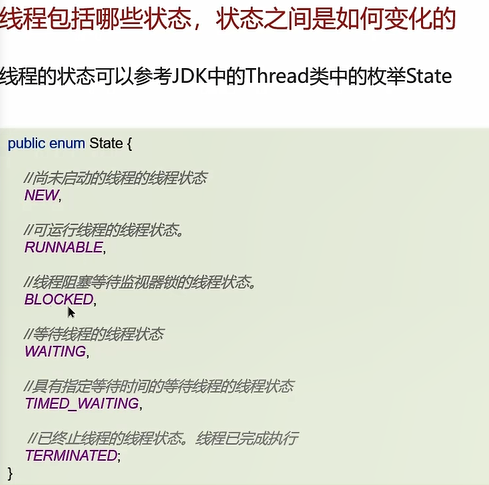 线程包括哪些状态，状态之间是如何变化的
线程的状态可以参考JDK中的Thread类中的枚举State
public enum State {
//尚未启动的线程的线程状态
NEW,
//可运行线程的线程状态。
RUNNABLE,
//线程阻塞等待监视器锁的线程状态。
BLOCKED,
//等待线程的线程状态
WAITING,
//具有指定等待时间的等待线程的线程状态
TIMED_WAITING,
//已终止线程的线程状态。线程已完成执行
TERMINATED;
}